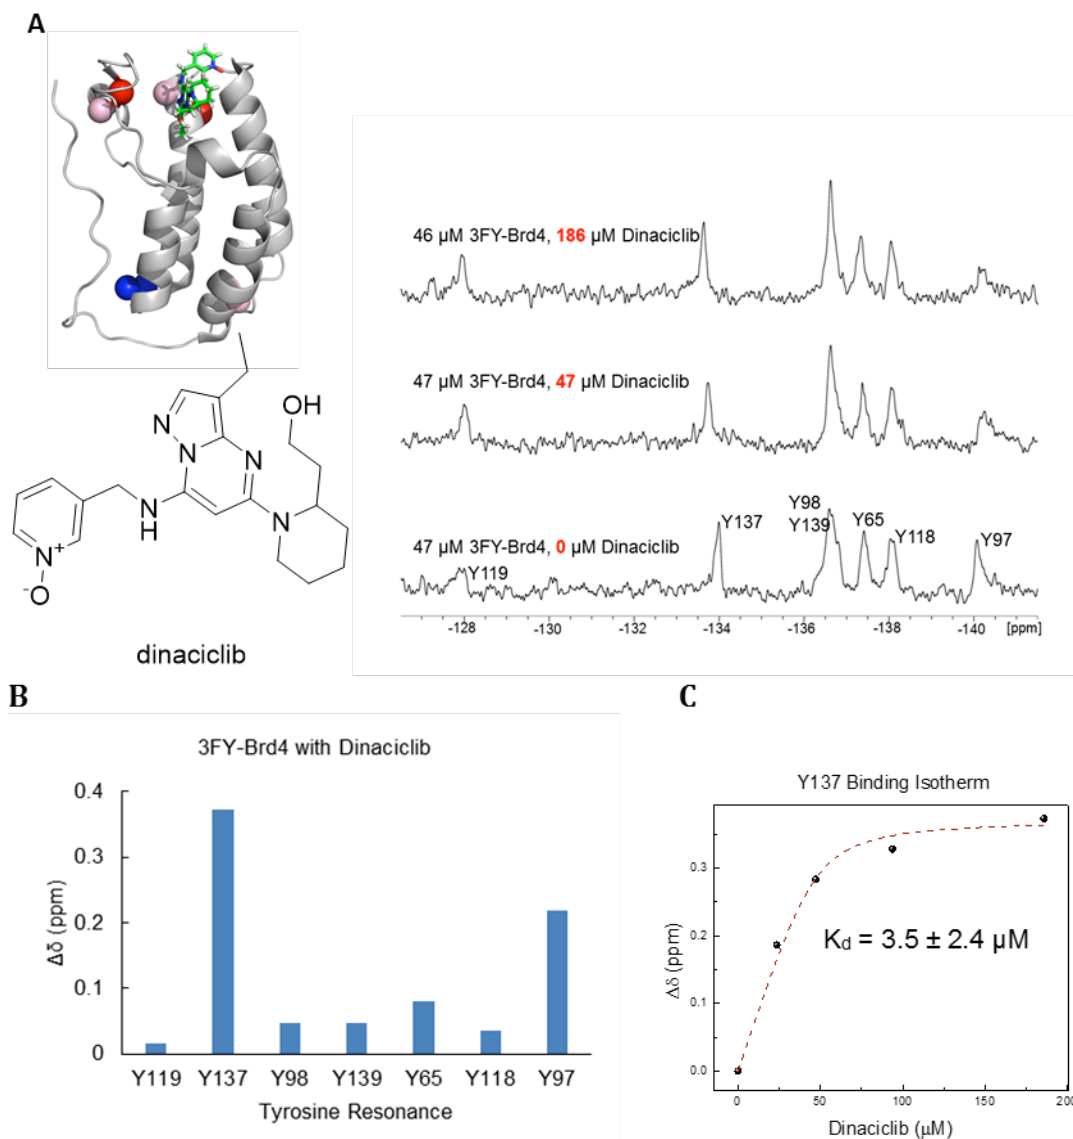 A
46 µM 3FY-Brd4, 186 µM Dinaciclib
47 µM 3FY-Brd4, 47 µM Dinaciclib
47 µM 3FY-Brd4, 0 µM Dinaciclib
Y119
Y137
Y98
Y139
Y65
Y118
Y97
-128 -130 -132 -134 -136 -138 -140 [ppm]
OH
N
N
N
N
H
N
N+
-O
dinaciclib
B
3FY-Brd4 with Dinaciclib
Δδ (ppm)
0.4
0.3
0.2
0.1
0
Y119 Y137 Y98 Y139 Y65 Y118 Y97
Tyrosine Resonance
C
Y137 Binding Isotherm
Δδ (ppm)
0.3
0.2
0.1
0.0
Kd = 3.5 ± 2.4 µM
0 50 100 150 200
Dinaciclib (µM)